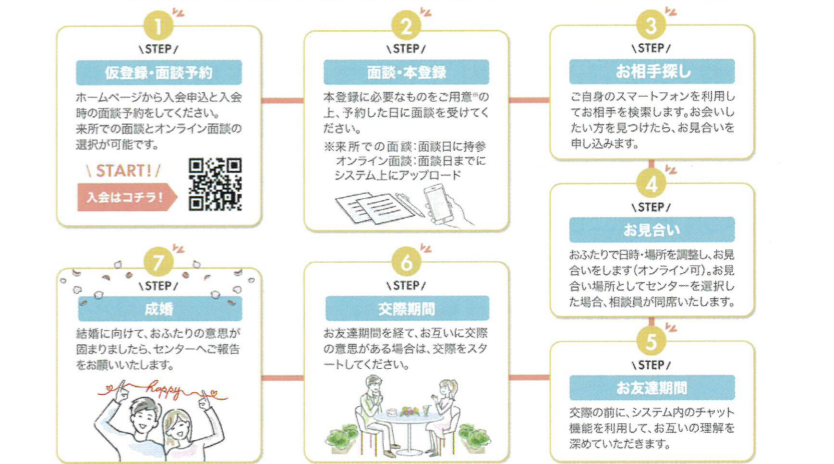 1
\STEP/
仮登録・面談予約
ホームページから入会申込と入会
時の面談予約をしてください。
来所での面談とオンライン面談の
選択が可能です。
\START!/
入会はコチラ!
2
\STEP/
面談・本登録
本登録に必要なものをご用意※の
上、予約した日に面談を受けてく
ださい。
※来所での面談:面談日に持参
オンライン面談:面談日までに
システム上にアップロード
3
\STEP/
お相手探し
ご自身のスマートフォンを利用し
てお相手を検索します。お会いし
たい方を見つけたら、お見合いを
申し込みます。
4
\STEP/
お見合い
おふたりで日時・場所を調整し、お見
合いをします(オンライン可)。お見
合い場所としてセンターを選択し
た場合、相談員が同席いたします。
5
\STEP/
お友達期間
交際の前に、システム内のチャット
機能を利用して、お互いの理解を
深めていただきます。
6
\STEP/
交際期間
お友達期間を経て、お互いに交際
の意思がある場合は、交際をスタ
ートしてください。
7
\STEP/
成婚
結婚に向けて、おふたりの意思が
固まりましたら、センターへご報告
をお願いいたします。
happy